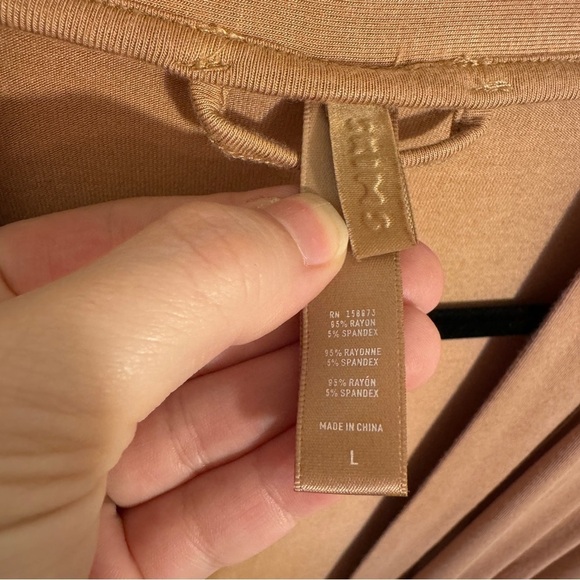 SKIMS
RN 158873
95% RAYON
5% SPANDEX
95% RAYONNE
5% SPANDEX
95% RAYÓN
5% SPANDEX
MADE IN CHINA
L